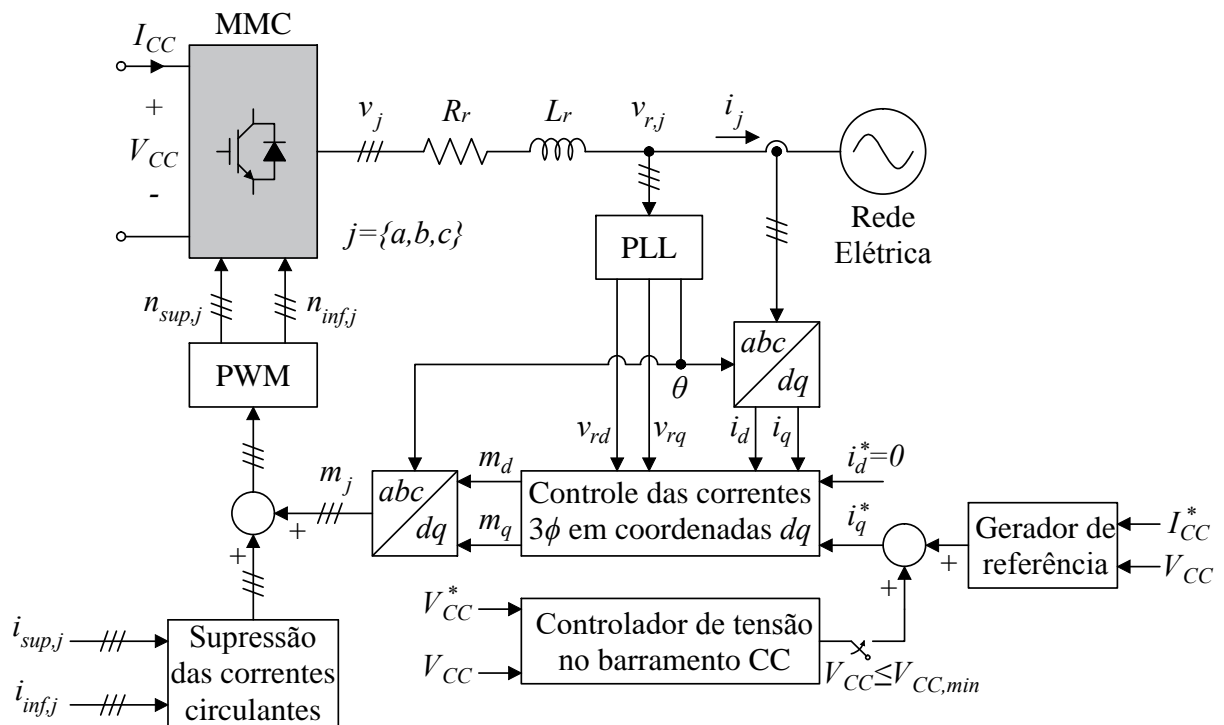 MMC
I_CC
+
V_CC
-
v_j
R_r
L_r
v_r,j
i_j
Rede
Elétrica
j={a,b,c}
PLL
n_sup,j
n_inf,j
PWM
abc
dq
θ
v_rd
v_rq
i_d
i_q
m_j
+
+
abc
dq
m_d
m_q
Controle das correntes
3ϕ em coordenadas dq
i_d^*=0
i_q^*
+
+
Gerador de
referência
I_CC^*
V_CC
V_CC^*
V_CC
Controlador de tensão
no barramento CC
V_CC≤V_CC,min
i_sup,j
i_inf,j
Supressão
das correntes
circulantes